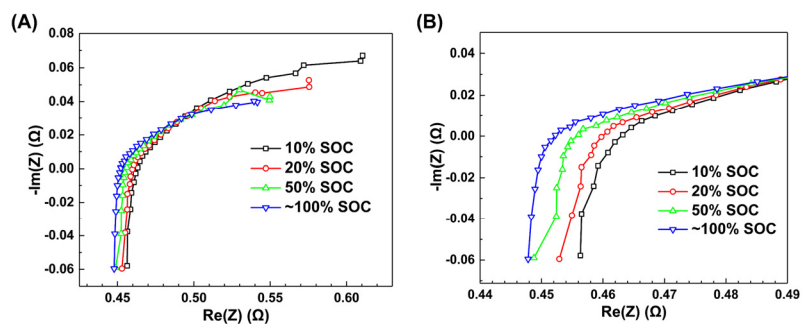 (A)
0.08
0.06
0.04
0.02
0.00
-0.02
-0.04
-0.06
-Im(Z) (Ω)
10% SOC
20% SOC
50% SOC
~100% SOC
0.45 0.50 0.55 0.60
Re(Z) (Ω)
(B)
0.04
0.02
0.00
-0.02
-0.04
-0.06
-Im(Z) (Ω)
10% SOC
20% SOC
50% SOC
~100% SOC
0.44 0.45 0.46 0.47 0.48 0.49
Re(Z) (Ω)